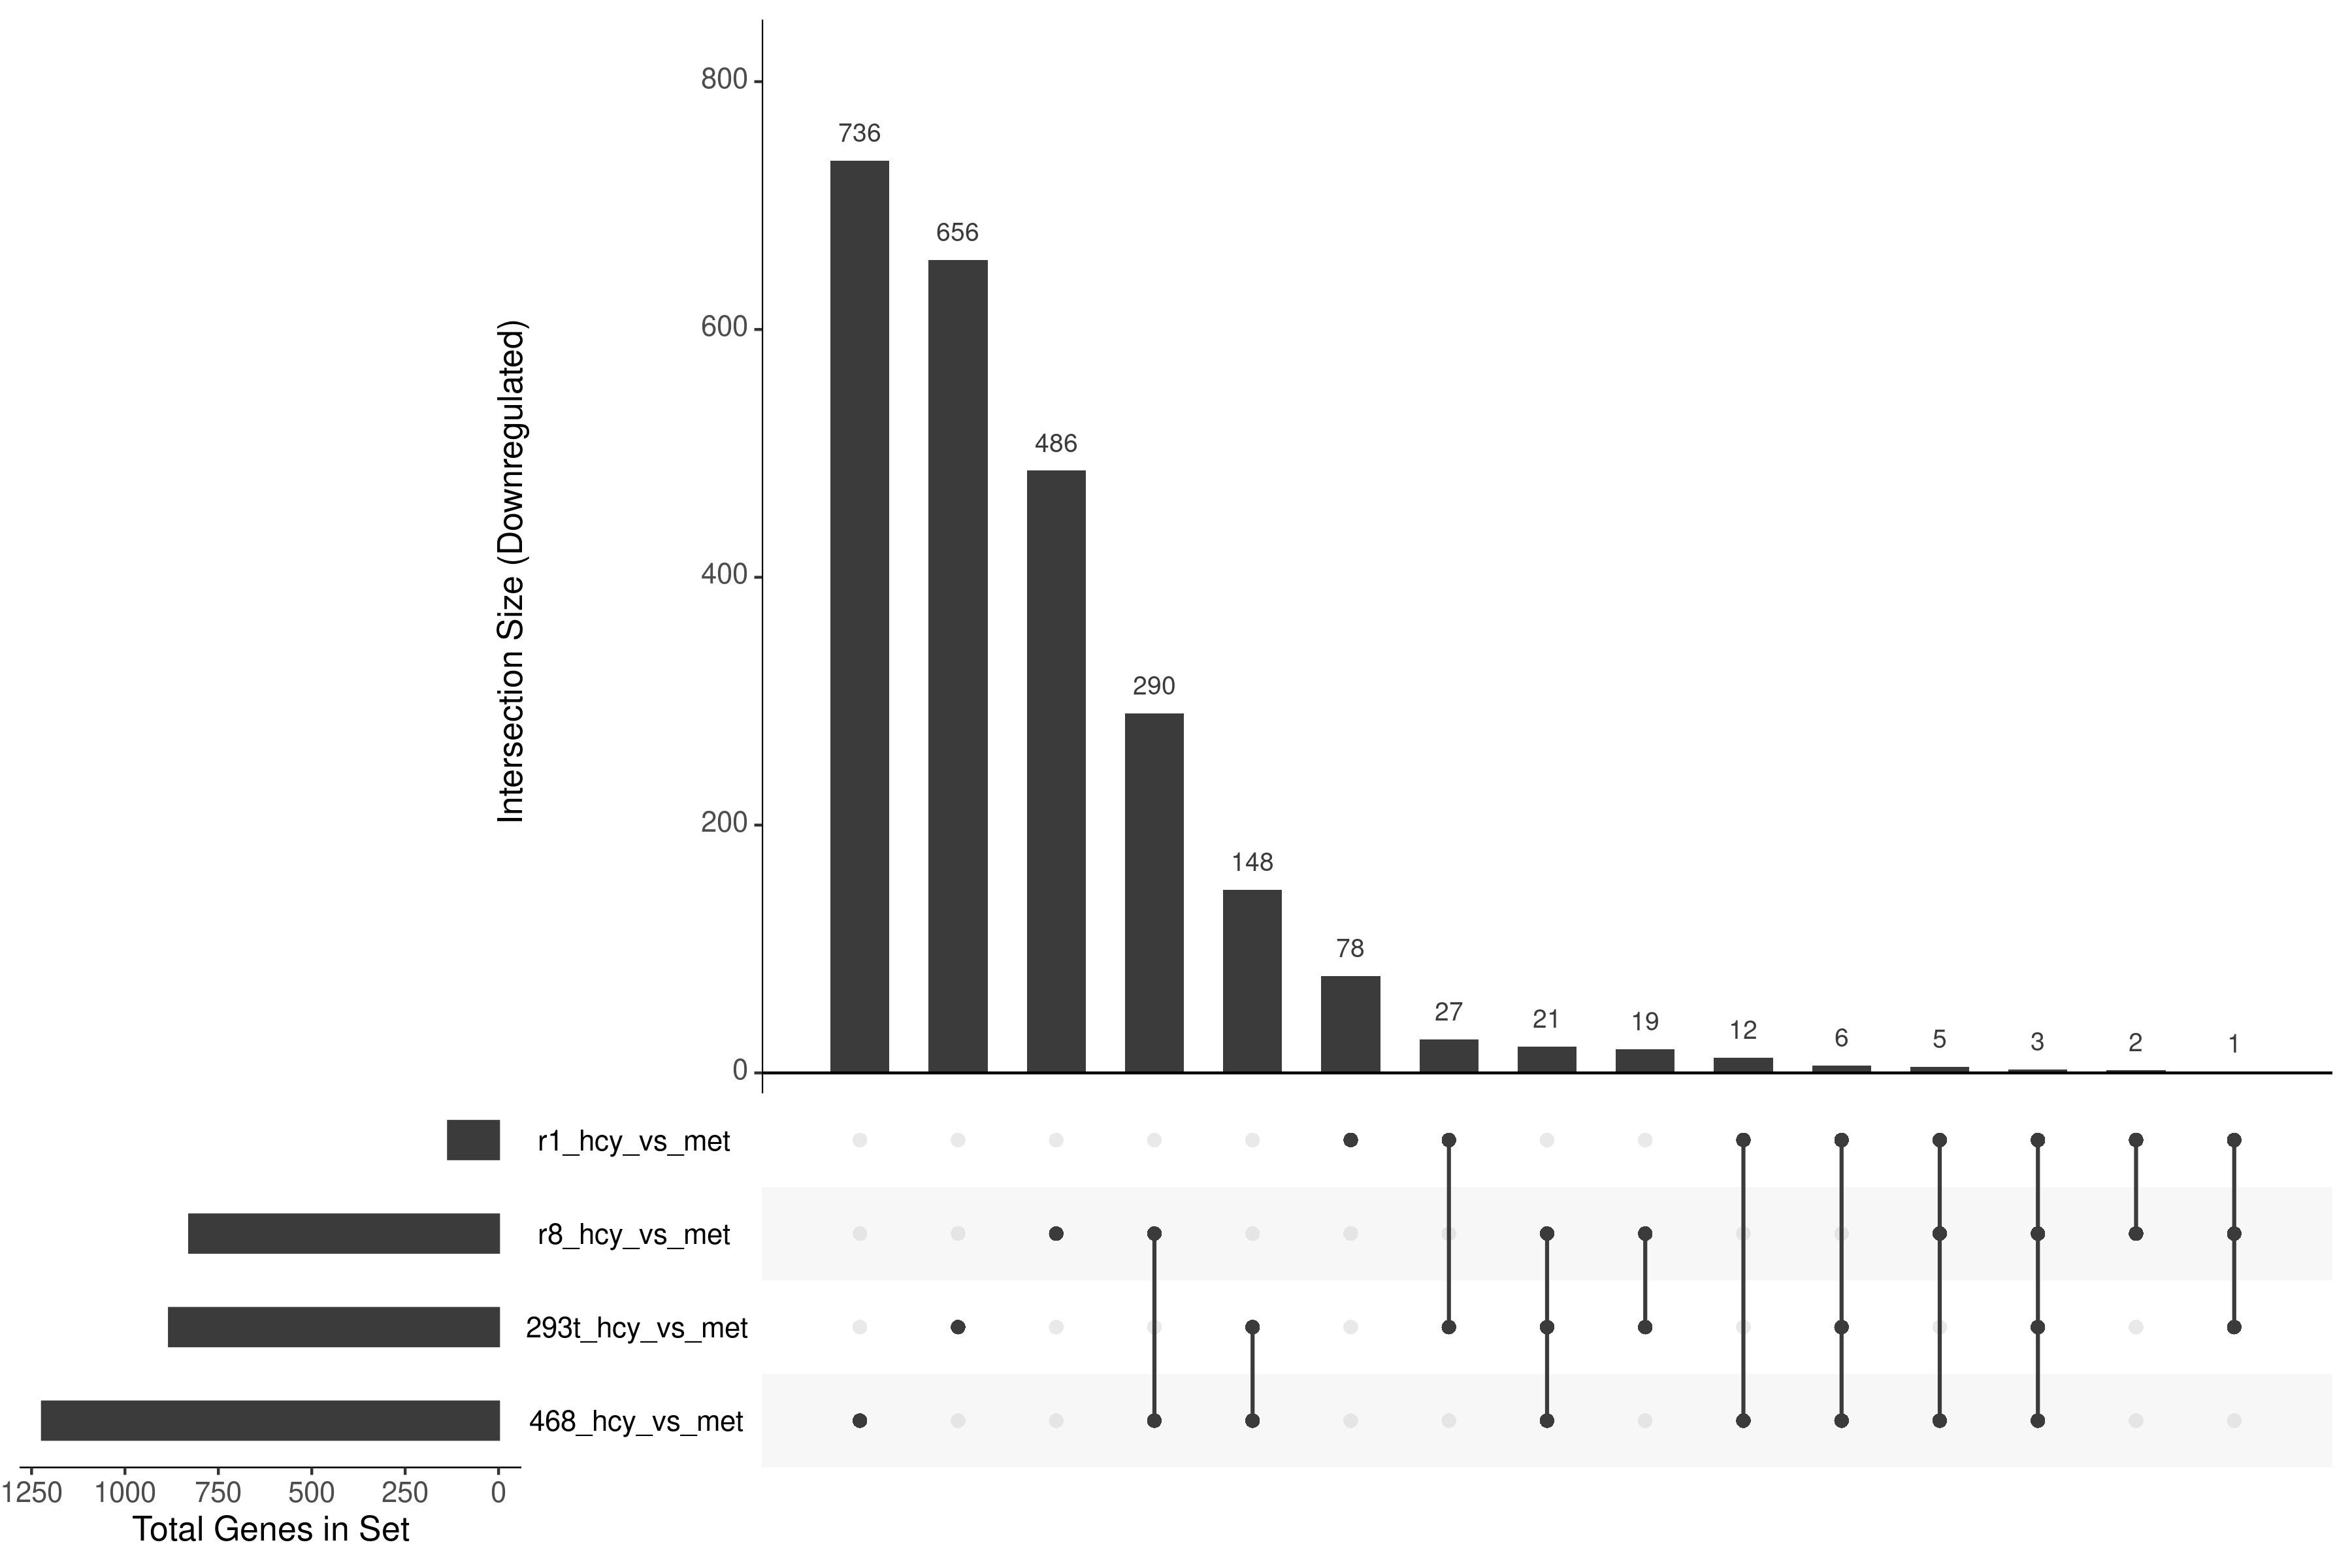 Intersection Size (Downregulated)
800
600
400
200
0
736
656
486
290
148
78
27
21
19
12
6
5
3
2
1
r1_hcy_vs_met
r8_hcy_vs_met
293t_hcy_vs_met
468_hcy_vs_met
1250 1000 750 500 250 0
Total Genes in Set